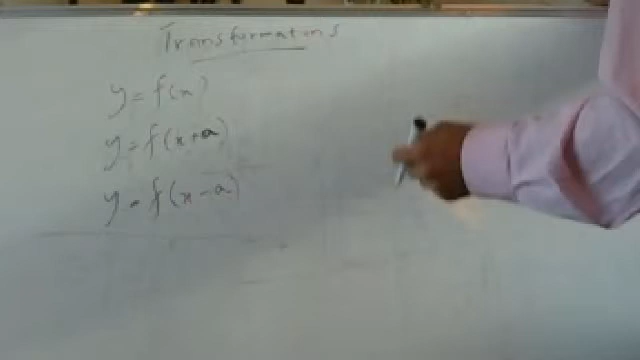 Transformations
y = f(x)
y = f(x+a)
y = f(x-a)